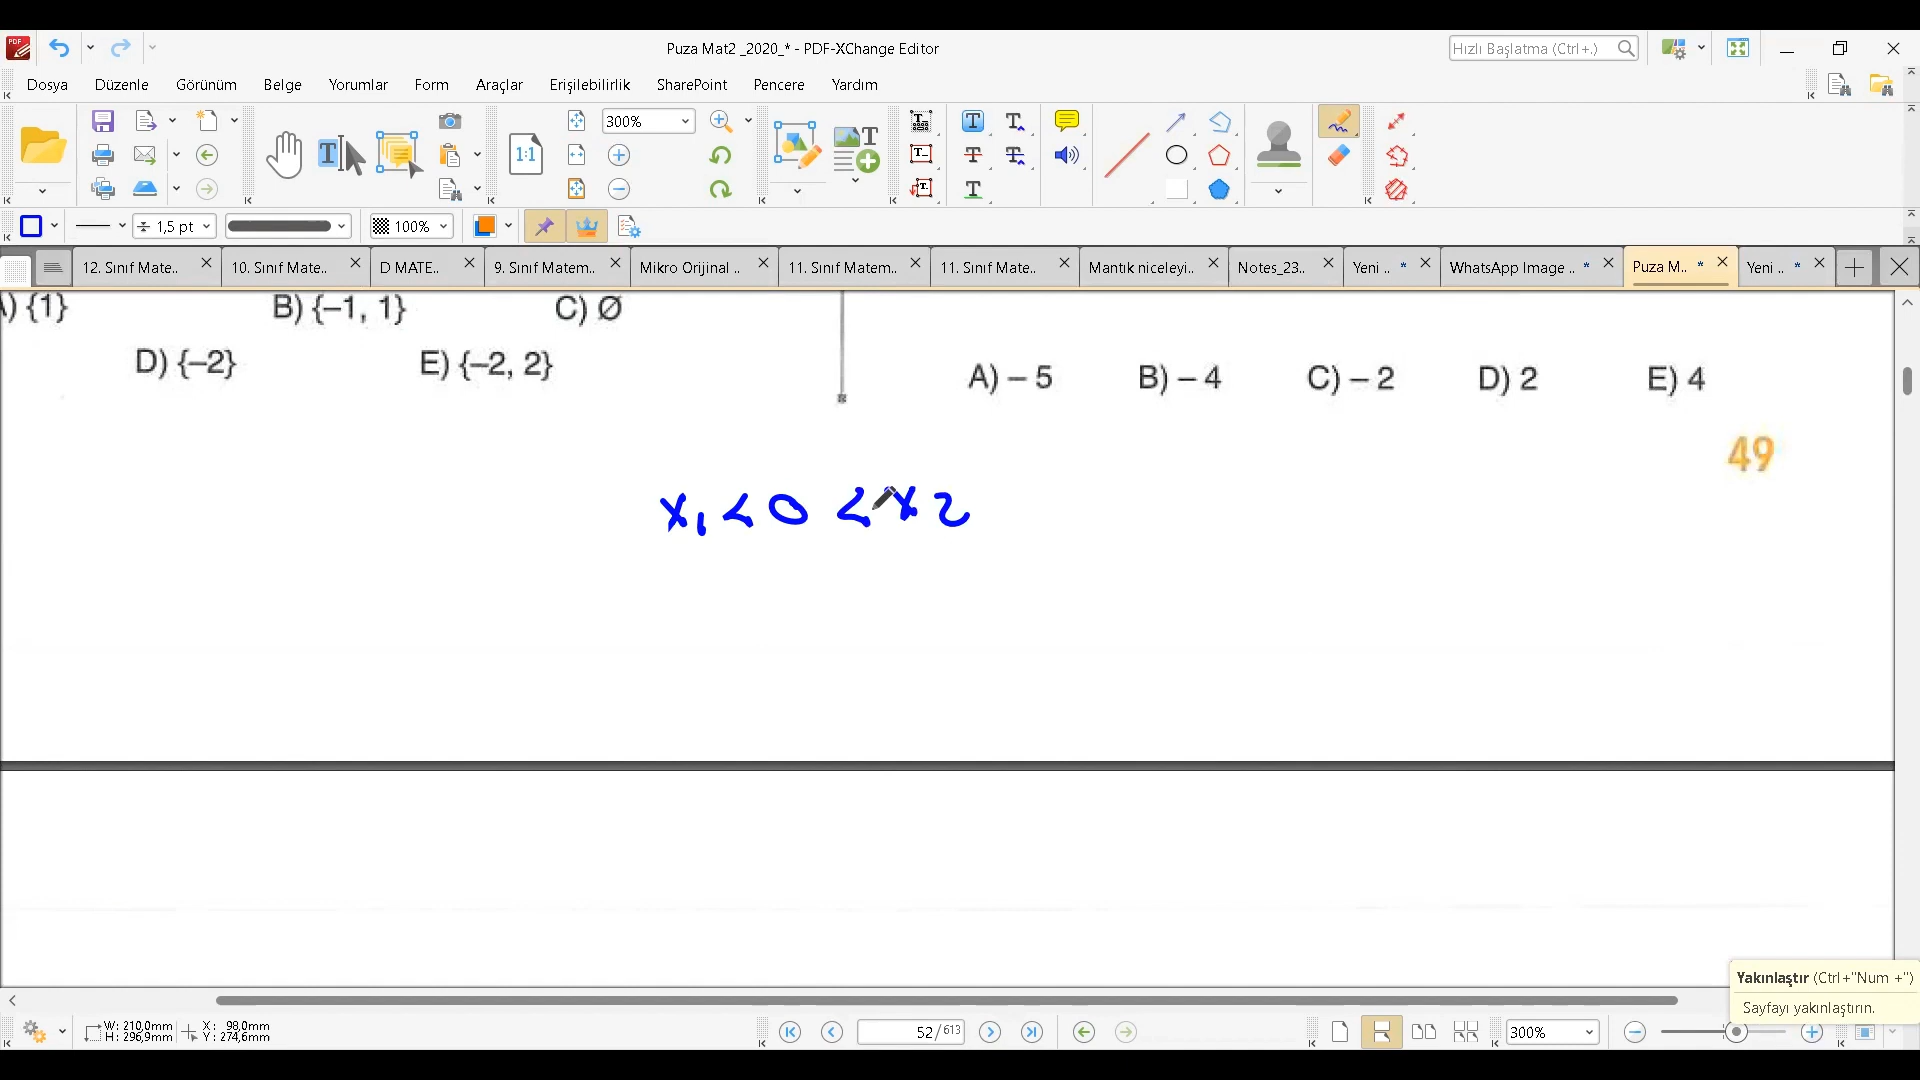 Puza Mat2 _2020_* - PDF-XChange Editor
Hızlı Başlatma (Ctrl+.)
Dosya Düzenle Görünüm Belge Yorumlar Form Araçlar Erişilebilirlik SharePoint Pencere Yardım
300%
1:1
1,5 pt
100%
12. Sınıf Mate..
10. Sınıf Mate..
D MATE..
9. Sınıf Matem..
Mikro Orijinal ..
11. Sınıf Matem..
11. Sınıf Mate..
Mantık niceleyi..
Notes_23..
Yeni .. *
WhatsApp Image .. *
Puza M.. *
Yeni .. *
) {1} B) {–1, 1} C) Ø
D) {–2} E) {–2, 2}
A) – 5 B) – 4 C) – 2 D) 2 E) 4
49
x₁ < 0 < x 2
Yakınlaştır (Ctrl+"Num +")
Sayfayı yakınlaştırın.
W: 210,0mm X: 98,0mm
H: 296,9mm Y: 274,6mm
52 / 613
300%